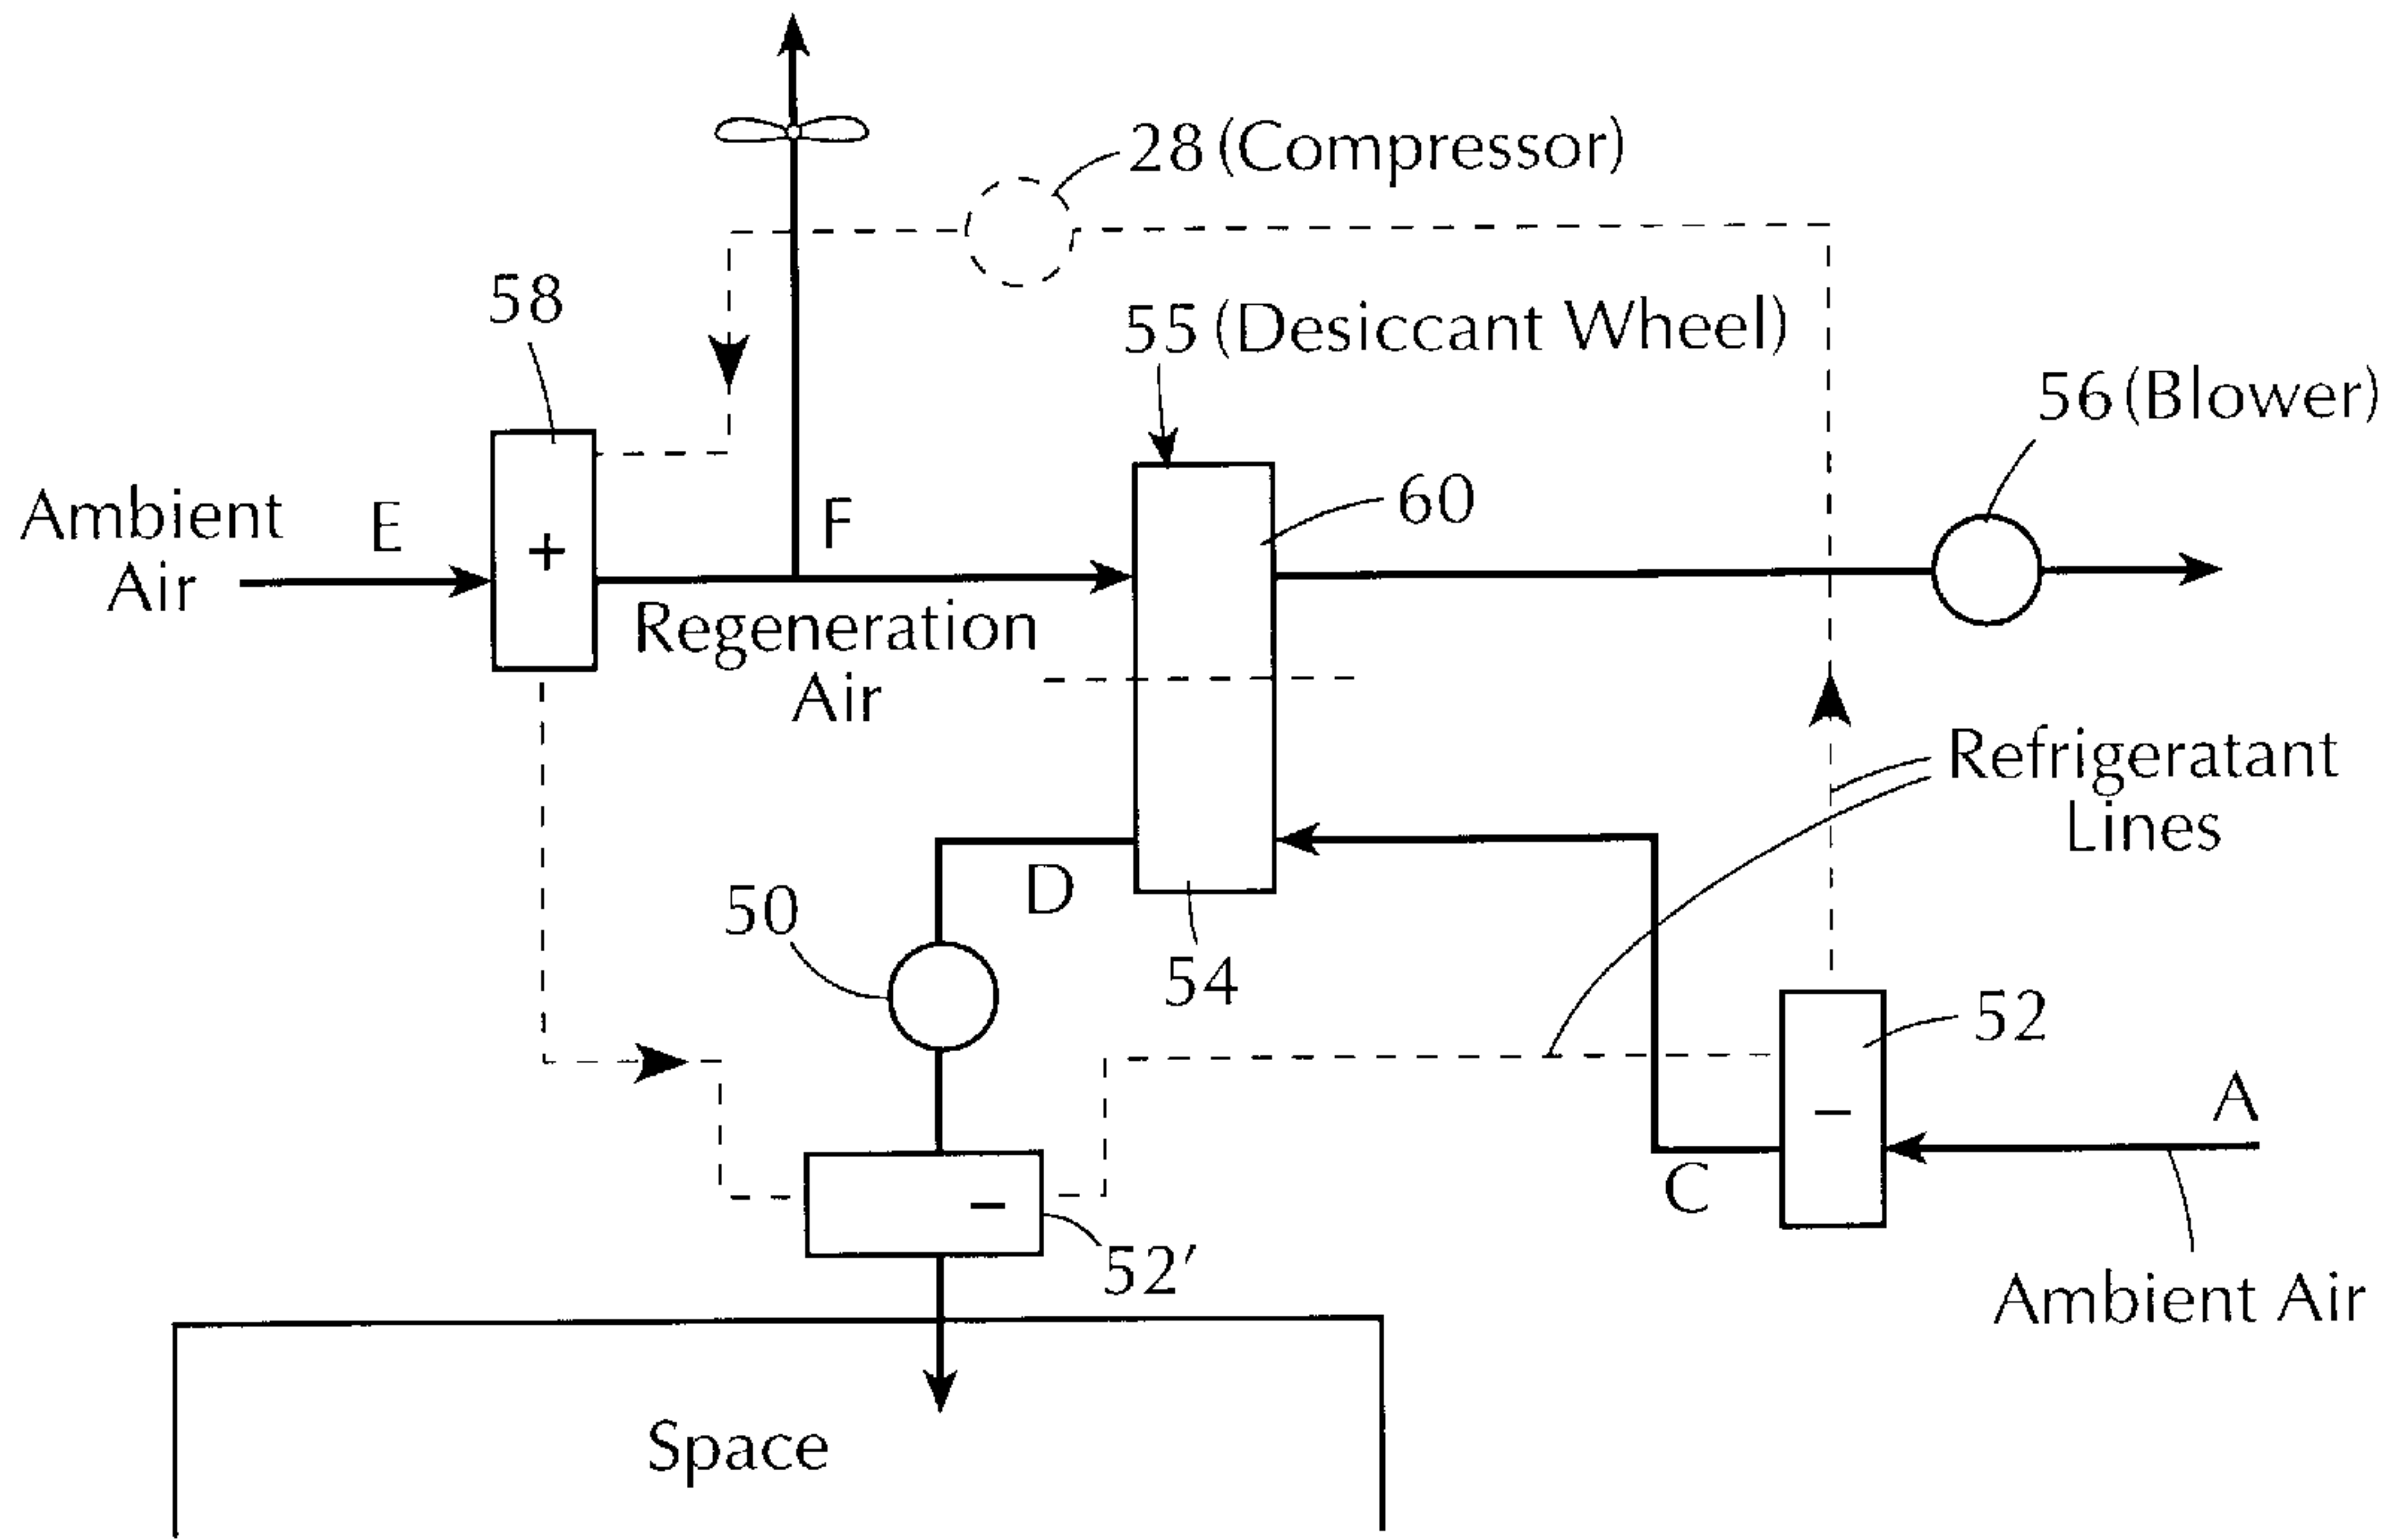 28 (Compressor)
58
55 (Desiccant Wheel)
56 (Blower)
60
Ambient
Air
E
+
F
Regeneration
Air
Refrigeratant
Lines
D
50
54
52
–
A
C
–
52′
Ambient Air
Space